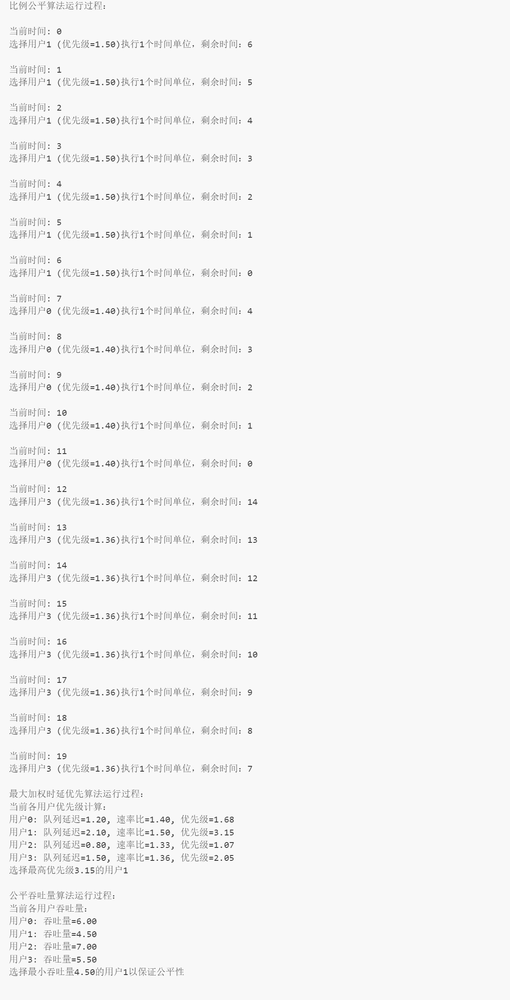 比例公平算法运行过程：
当前时间: 0
选择用户1 (优先级=1.50)执行1个时间单位，剩余时间：6
当前时间: 1
选择用户1 (优先级=1.50)执行1个时间单位，剩余时间：5
当前时间: 2
选择用户1 (优先级=1.50)执行1个时间单位，剩余时间：4
当前时间: 3
选择用户1 (优先级=1.50)执行1个时间单位，剩余时间：3
当前时间: 4
选择用户1 (优先级=1.50)执行1个时间单位，剩余时间：2
当前时间: 5
选择用户1 (优先级=1.50)执行1个时间单位，剩余时间：1
当前时间: 6
选择用户1 (优先级=1.50)执行1个时间单位，剩余时间：0
当前时间: 7
选择用户0 (优先级=1.40)执行1个时间单位，剩余时间：4
当前时间: 8
选择用户0 (优先级=1.40)执行1个时间单位，剩余时间：3
当前时间: 9
选择用户0 (优先级=1.40)执行1个时间单位，剩余时间：2
当前时间: 10
选择用户0 (优先级=1.40)执行1个时间单位，剩余时间：1
当前时间: 11
选择用户0 (优先级=1.40)执行1个时间单位，剩余时间：0
当前时间: 12
选择用户3 (优先级=1.36)执行1个时间单位，剩余时间：14
当前时间: 13
选择用户3 (优先级=1.36)执行1个时间单位，剩余时间：13
当前时间: 14
选择用户3 (优先级=1.36)执行1个时间单位，剩余时间：12
当前时间: 15
选择用户3 (优先级=1.36)执行1个时间单位，剩余时间：11
当前时间: 16
选择用户3 (优先级=1.36)执行1个时间单位，剩余时间：10
当前时间: 17
选择用户3 (优先级=1.36)执行1个时间单位，剩余时间：9
当前时间: 18
选择用户3 (优先级=1.36)执行1个时间单位，剩余时间：8
当前时间: 19
选择用户3 (优先级=1.36)执行1个时间单位，剩余时间：7
最大加权时延优先算法运行过程：
当前各用户优先级计算：
用户0: 队列延迟=1.20, 速率比=1.40, 优先级=1.68
用户1: 队列延迟=2.10, 速率比=1.50, 优先级=3.15
用户2: 队列延迟=0.80, 速率比=1.33, 优先级=1.07
用户3: 队列延迟=1.50, 速率比=1.36, 优先级=2.05
选择最高优先级3.15的用户1
公平吞吐量算法运行过程：
当前各用户吞吐量：
用户0: 吞吐量=6.00
用户1: 吞吐量=4.50
用户2: 吞吐量=7.00
用户3: 吞吐量=5.50
选择最小吞吐量4.50的用户1以保证公平性